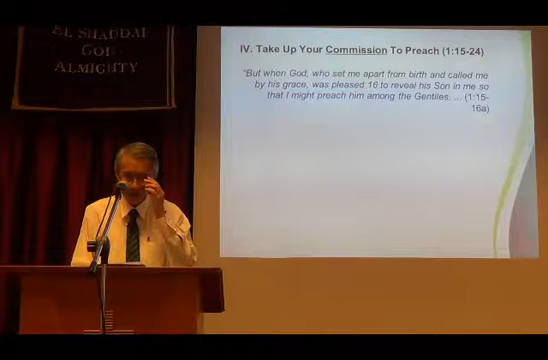 EL SHADDAI
GOD
ALMIGHTY
IV. Take Up Your Commission To Preach (1:15-24)
"But when God, who set me apart from birth and called me
by his grace, was pleased 16 to reveal his Son in me so
that I might preach him among the Gentiles, ... (1:15-
16a)